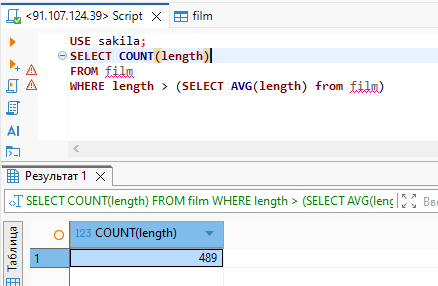 <91.107.124.39> Script
film
USE sakila;
SELECT COUNT(length)
FROM film
WHERE length > (SELECT AVG(length) from film)
AI
Результат 1
SELECT COUNT(length) FROM film WHERE length > (SELECT AVG(leng
Вве
Таблица
123 COUNT(length)
1
489